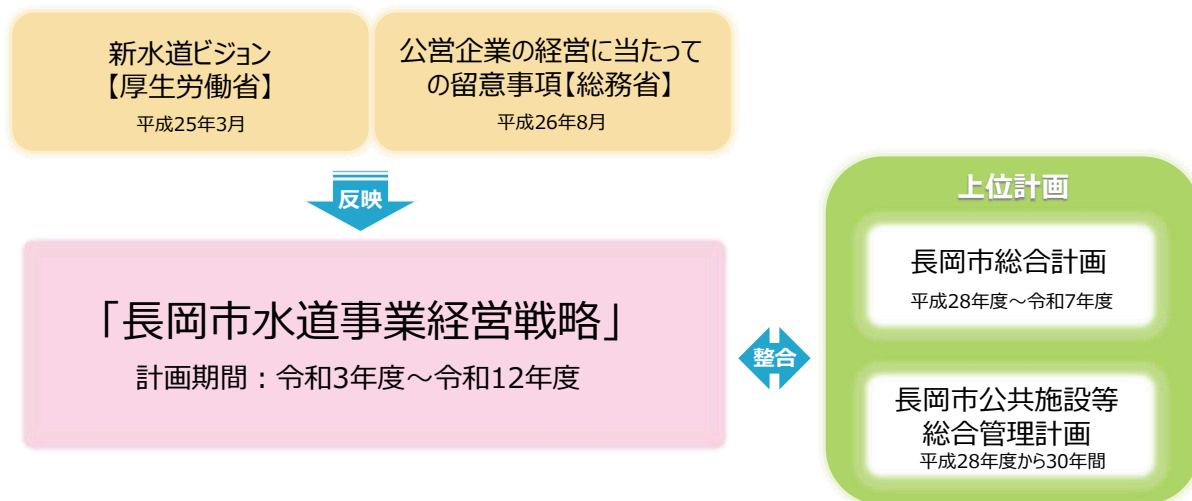 新水道ビジョン
【厚生労働省】
平成25年3月
公営企業の経営に当たって
の留意事項【総務省】
平成26年8月
反映
「長岡市水道事業経営戦略」
計画期間：令和3年度～令和12年度
整合
上位計画
長岡市総合計画
平成28年度～令和7年度
長岡市公共施設等
総合管理計画
平成28年度から30年間